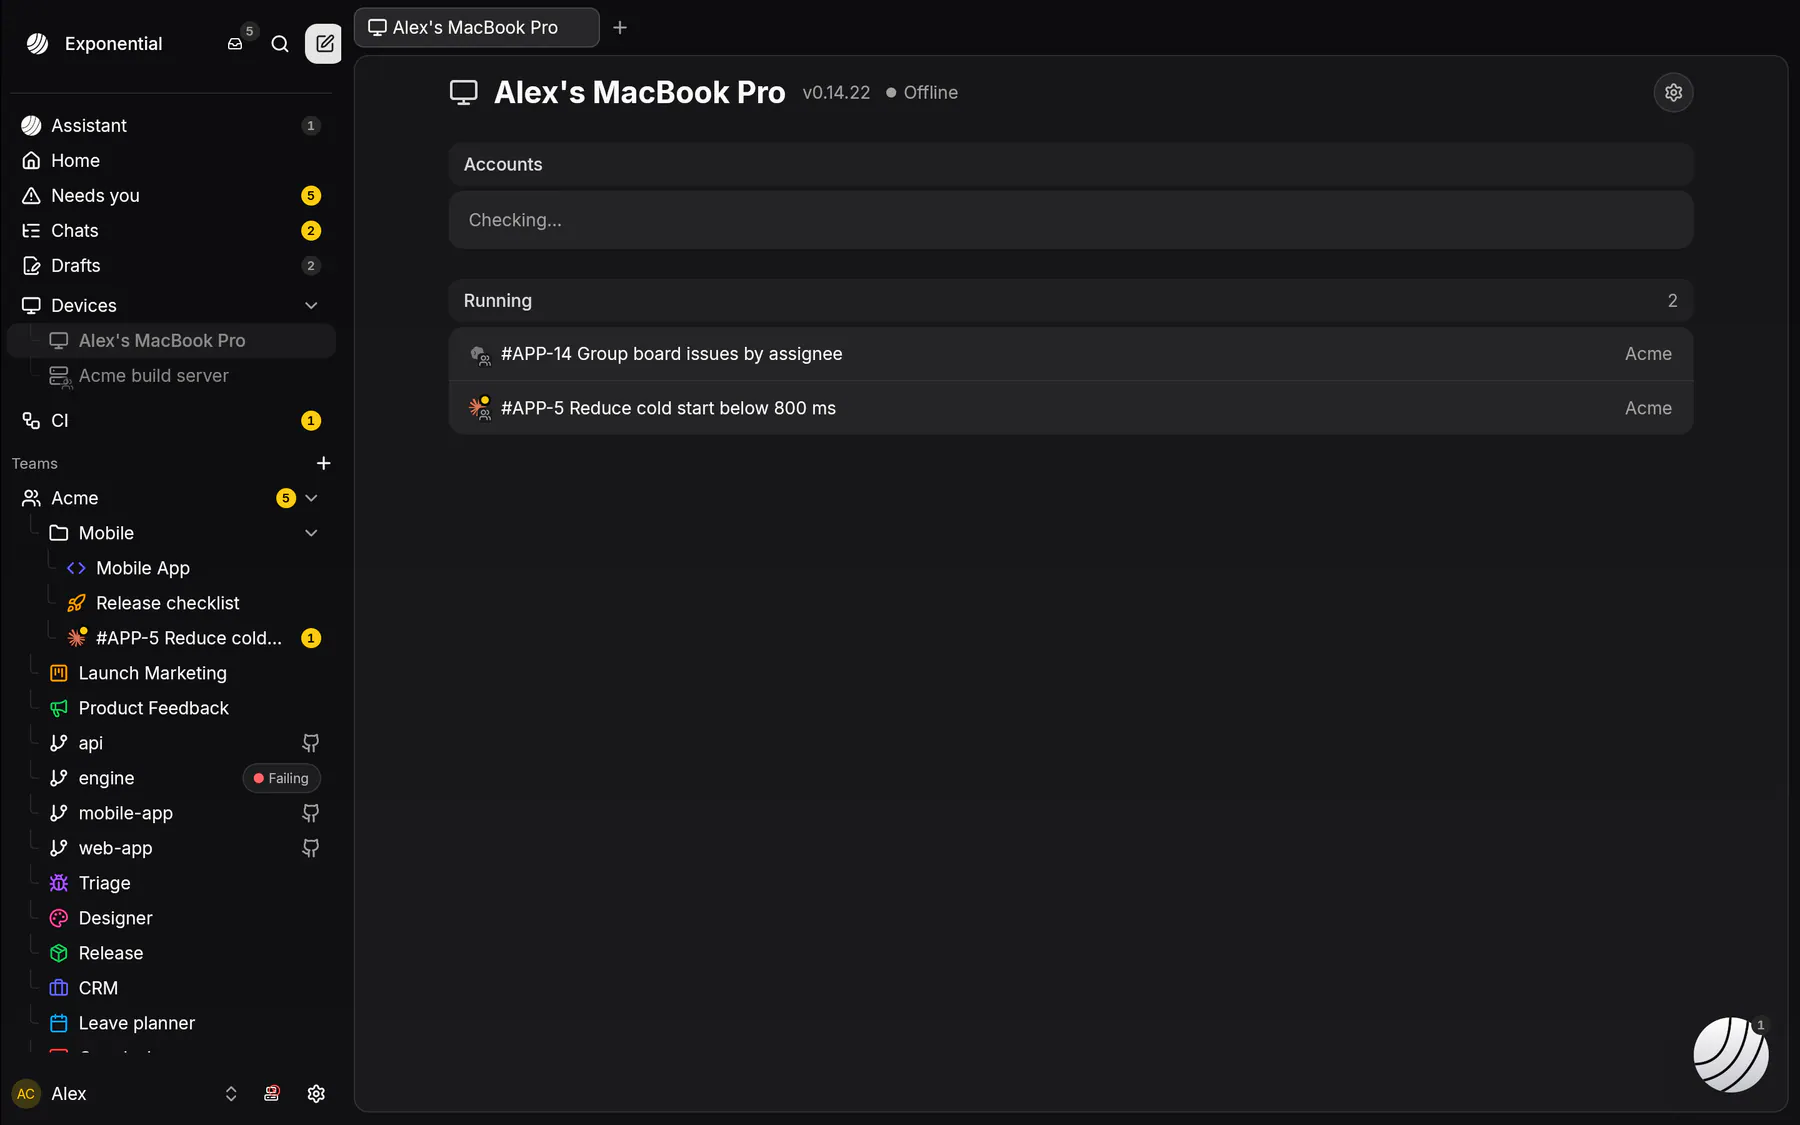 Exponential
5
Alex's MacBook Pro
Alex's MacBook Pro
v0.14.22
Offline
Assistant
1
Home
Needs you
5
Chats
2
Drafts
2
Devices
Alex's MacBook Pro
Acme build server
CI
1
Teams
Acme
5
Mobile
Mobile App
Release checklist
#APP-5 Reduce cold...
1
Launch Marketing
Product Feedback
api
engine
Failing
mobile-app
web-app
Triage
Designer
Release
CRM
Leave planner
AC
Alex
Accounts
Checking...
Running
2
#APP-14 Group board issues by assignee
Acme
#APP-5 Reduce cold start below 800 ms
Acme
1